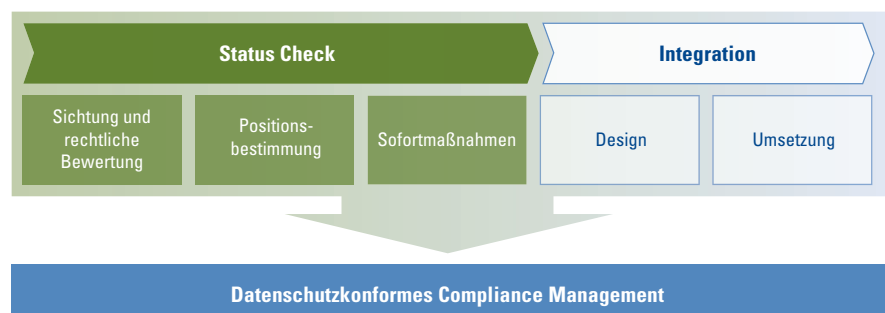 Status Check
Integration
Sichtung und
rechtliche
Bewertung
Positions-
bestimmung
Sofortmaßnahmen
Design
Umsetzung
Datenschutzkonformes Compliance Management